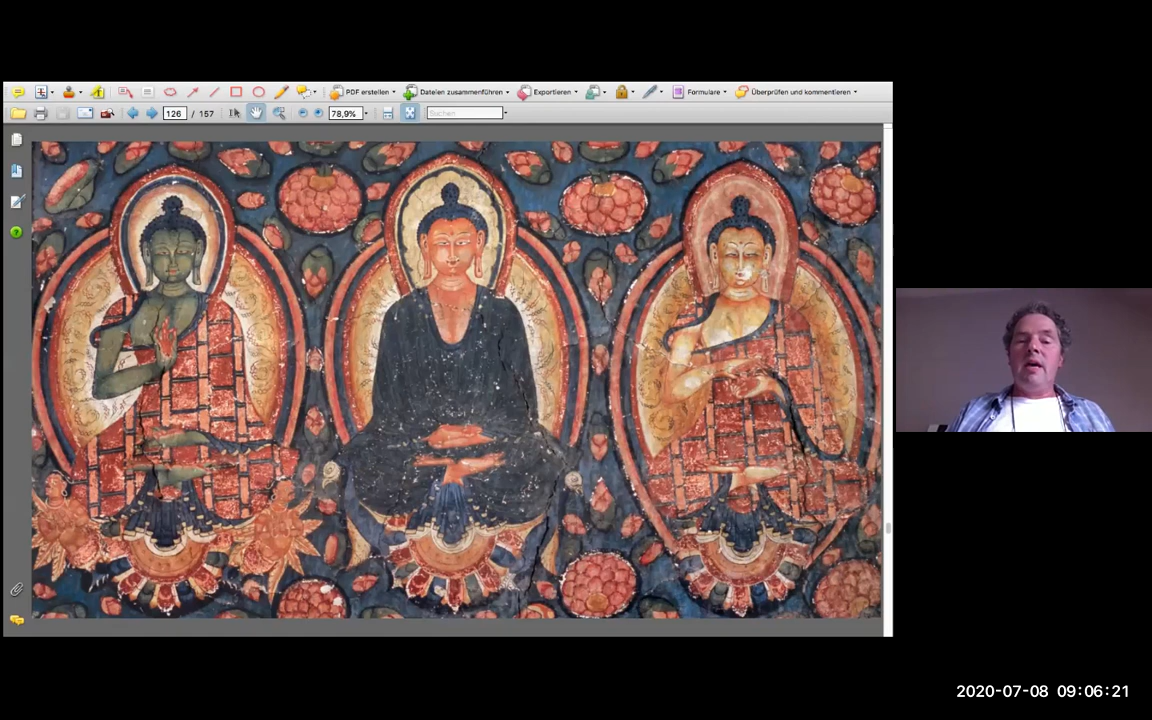 PDF erstellen Dateien zusammenführen Exportieren Formulare Überprüfen und kommentieren
126 / 157 78,9% Suchen
2020-07-08 09:06:21